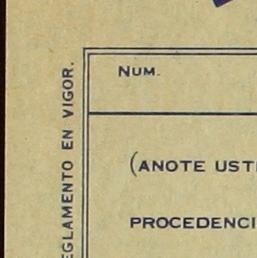 NUM.
(ANOTE UST
PROCEDENCI
EGLAMENTO EN VIGOR.